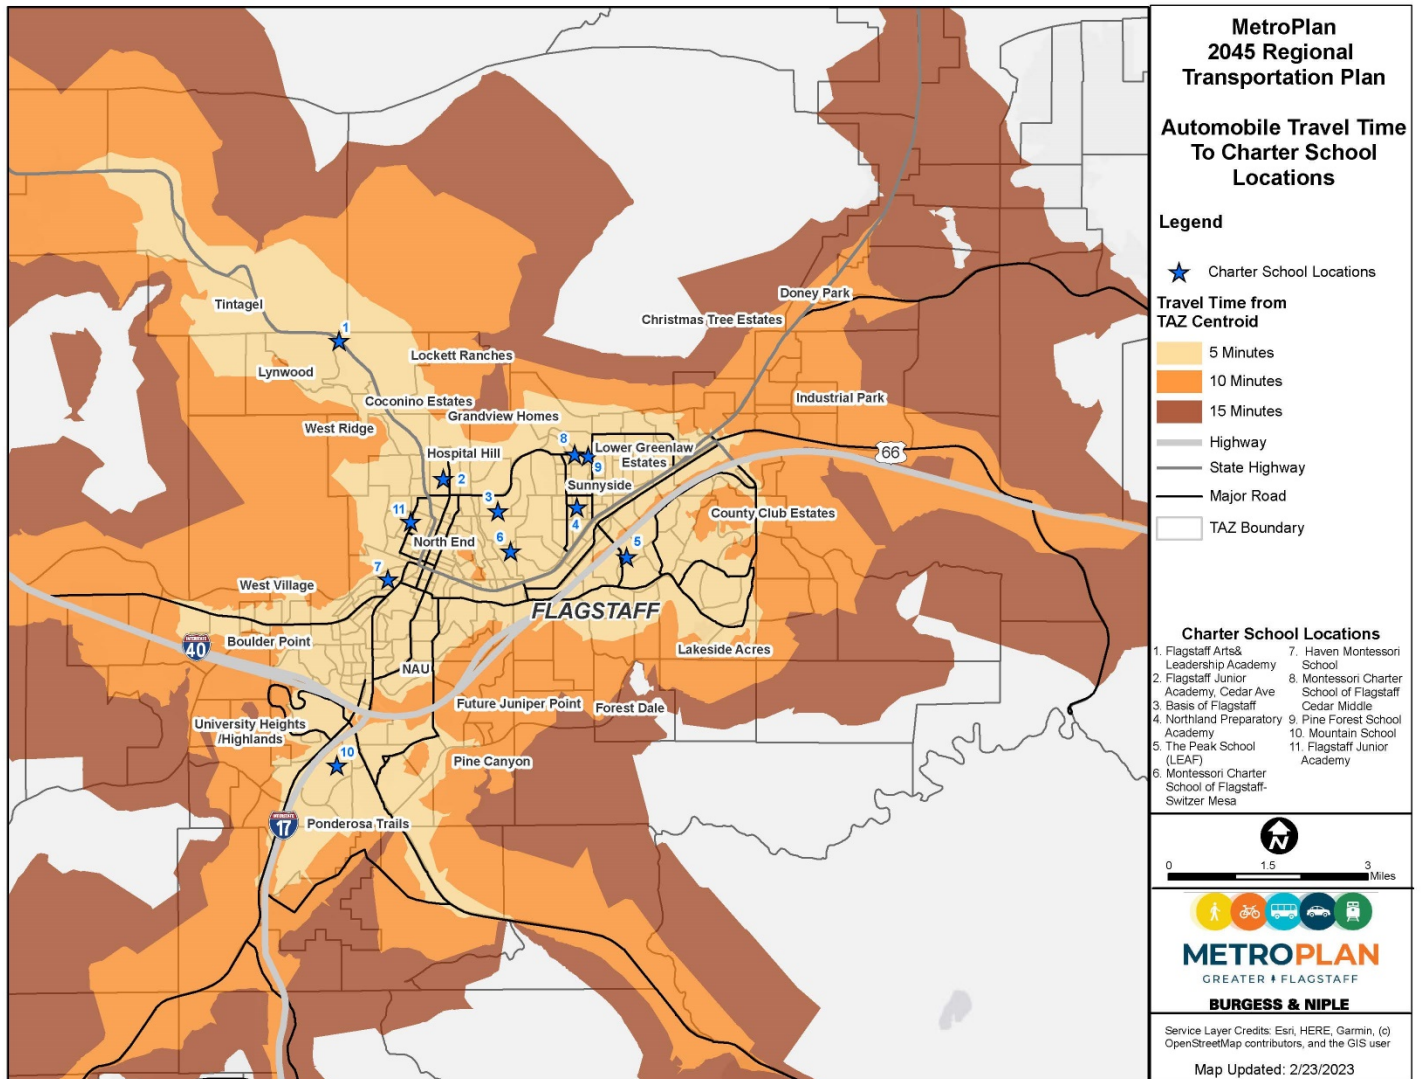 MetroPlan
2045 Regional
Transportation Plan
Automobile Travel Time
To Charter School
Locations
Legend
Charter School Locations
Travel Time from
TAZ Centroid
5 Minutes
10 Minutes
15 Minutes
Highway
State Highway
Major Road
TAZ Boundary
Charter School Locations
1. Flagstaff Arts&
Leadership Academy
2. Flagstaff Junior
Academy, Cedar Ave
3. Basis of Flagstaff
4. Northland Preparatory
Academy
5. The Peak School
(LEAF)
6. Montessori Charter
School of Flagstaff-
Switzer Mesa
7. Haven Montessori
School
8. Montessori Charter
School of Flagstaff
Cedar Middle
9. Pine Forest School
10. Mountain School
11. Flagstaff Junior
Academy
N
0 1.5 3
Miles
METROPLAN
GREATER FLAGSTAFF
BURGESS & NIPLE
Service Layer Credits: Esri, HERE, Garmin, (c)
OpenStreetMap contributors, and the GIS user
Map Updated: 2/23/2023
Doney Park
Tintagel
Christmas Tree Estates
1
Lockett Ranches
Lynwood
Industrial Park
Coconino Estates
Grandview Homes
West Ridge
8
Lower Greenlaw
Estates
9
66
Hospital Hill
2
Sunnyside
3
11
4
County Club Estates
North End
6
5
7
West Village
FLAGSTAFF
Boulder Point
INTERSTATE
40
Lakeside Acres
NAU
Future Juniper Point
Forest Dale
University Heights
/Highlands
10
Pine Canyon
INTERSTATE
17
Ponderosa Trails